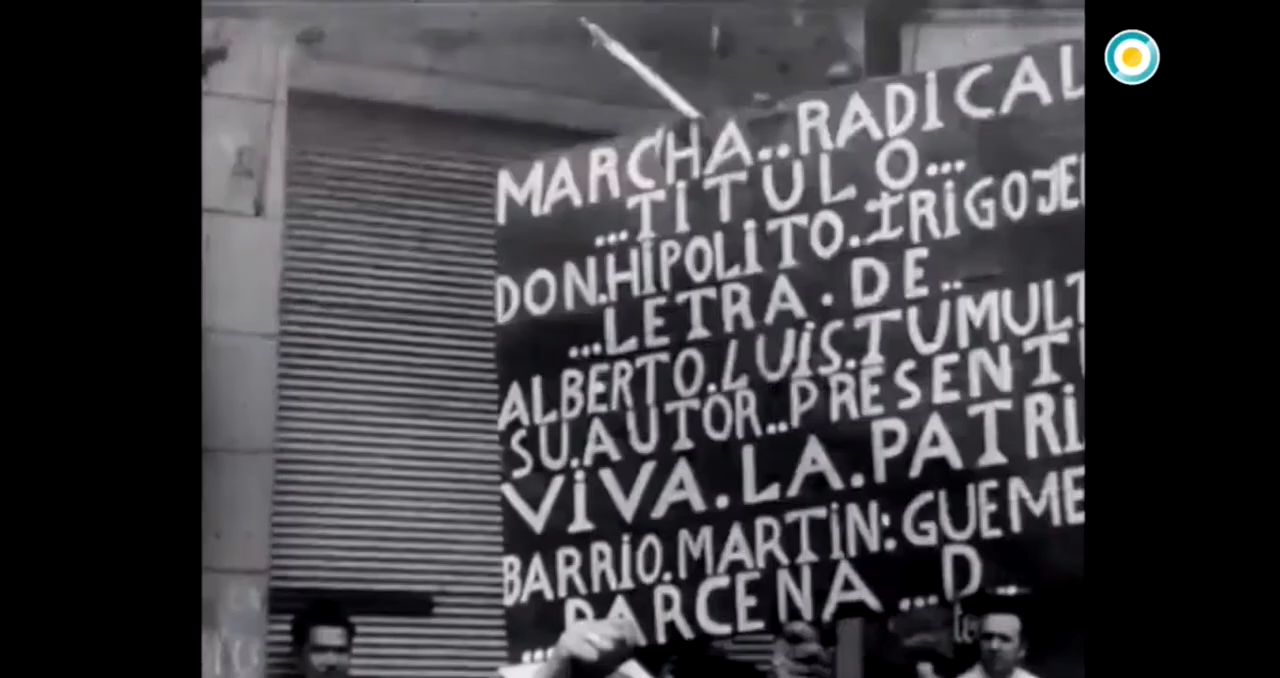 MARCHA..RADICAL
...TITULO...
DON.HIPOLITO.IRIGOJE
...LETRA.DE..
ALBERTO.LUIS.TUMULT
SU.AUTOR..PRESENT
VIVA.LA.PATRI
BARRIO.MARTIN:GUEME
...PARCENA...D...